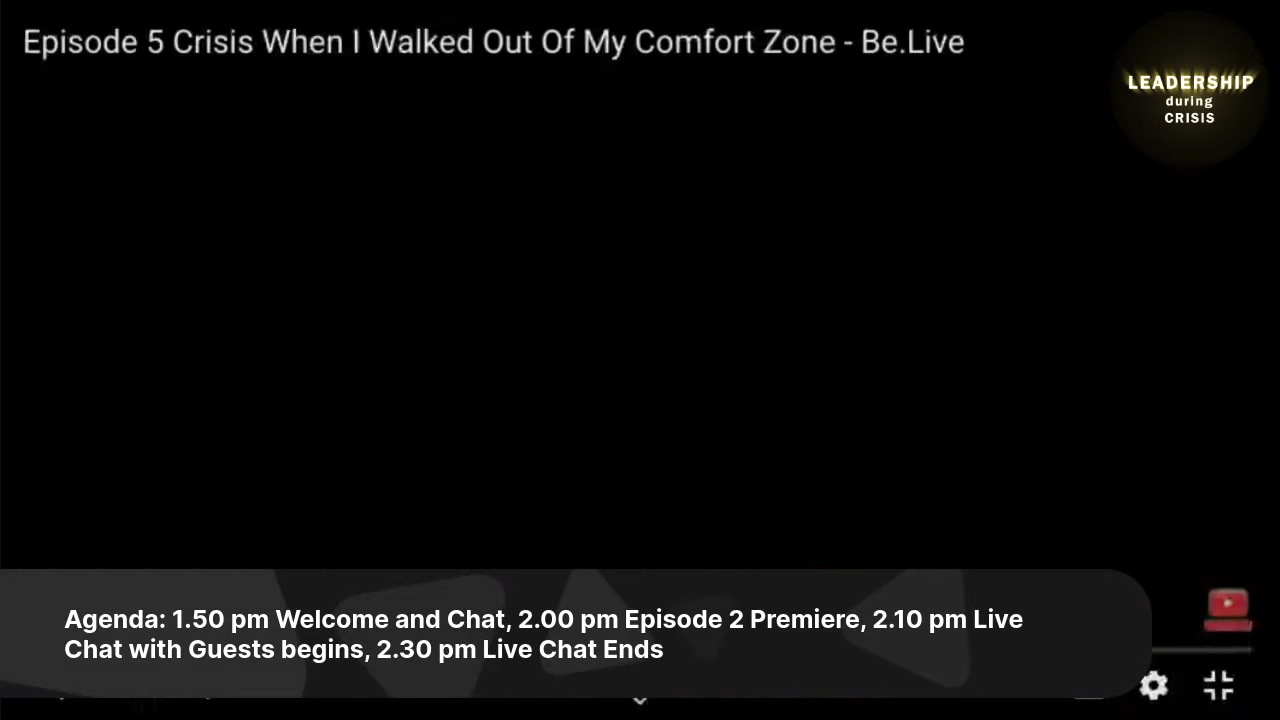 Episode 5 Crisis When I Walked Out Of My Comfort Zone - Be.Live
LEADERSHIP
during
CRISIS
Agenda: 1.50 pm Welcome and Chat, 2.00 pm Episode 2 Premiere, 2.10 pm Live
Chat with Guests begins, 2.30 pm Live Chat Ends